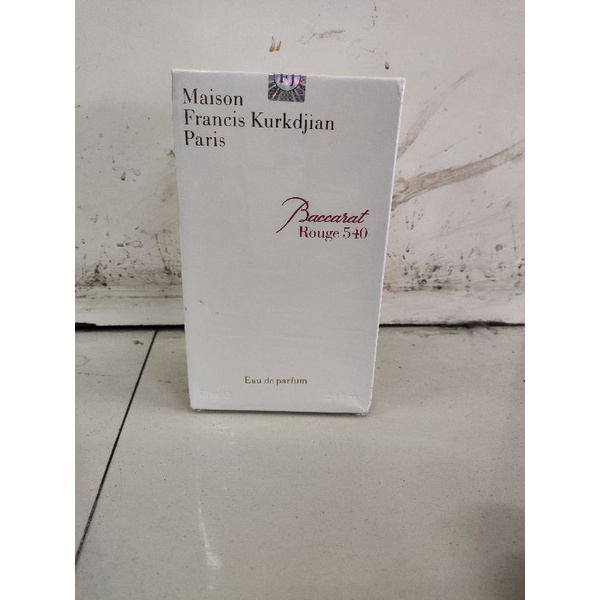 Maison
Francis Kurkdjian
Paris
Baccarat
Rouge 540
Eau de parfum